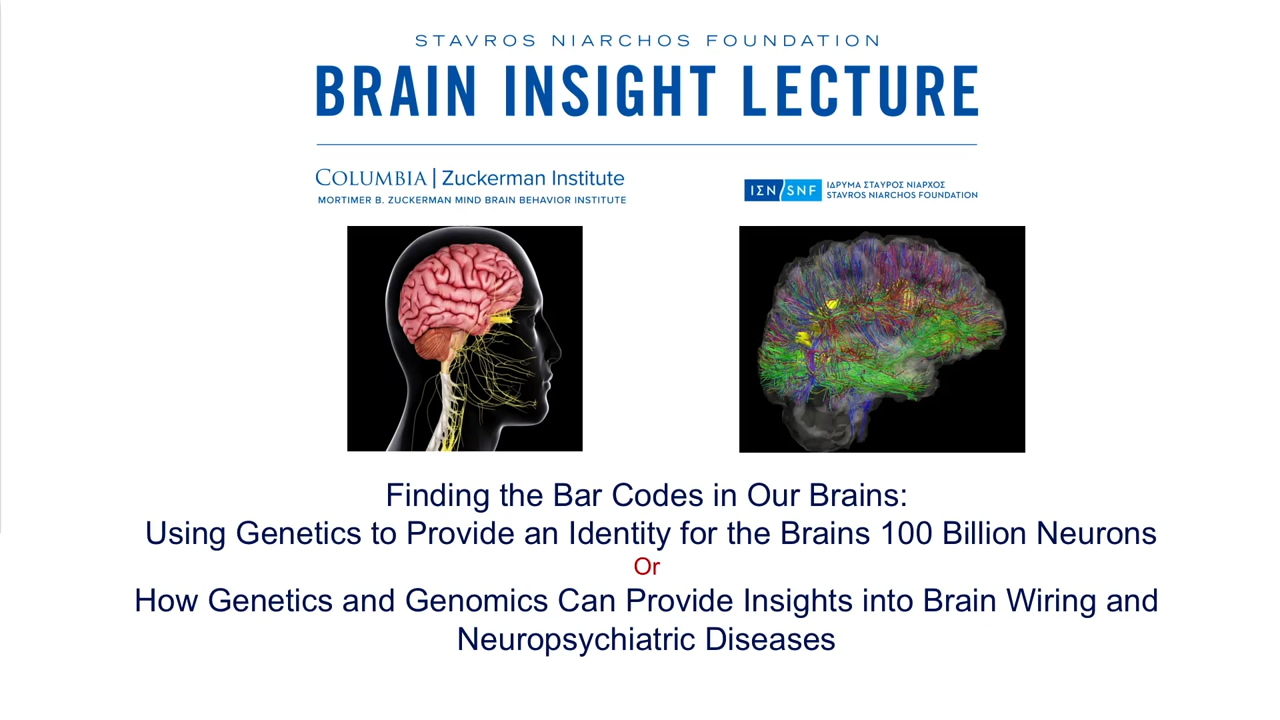 STAVROS NIARCHOS FOUNDATION
BRAIN INSIGHT LECTURE
COLUMBIA | Zuckerman Institute
MORTIMER B. ZUCKERMAN MIND BRAIN BEHAVIOR INSTITUTE
ΙΣΝ/SNF ΙΔΡΥΜΑ ΣΤΑΥΡΟΣ ΝΙΑΡΧΟΣ
STAVROS NIARCHOS FOUNDATION
Finding the Bar Codes in Our Brains:
Using Genetics to Provide an Identity for the Brains 100 Billion Neurons
Or
How Genetics and Genomics Can Provide Insights into Brain Wiring and
Neuropsychiatric Diseases